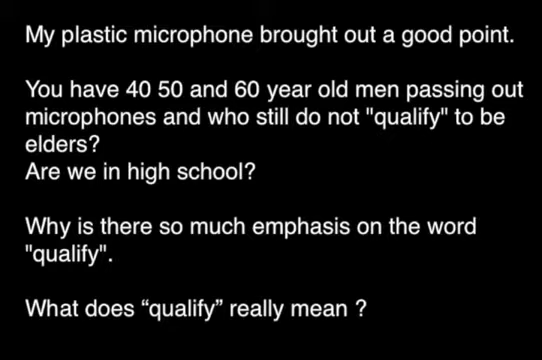 My plastic microphone brought out a good point.
You have 40 50 and 60 year old men passing out
microphones and who still do not "qualify" to be
elders?
Are we in high school?
Why is there so much emphasis on the word
"qualify".
What does “qualify” really mean ?